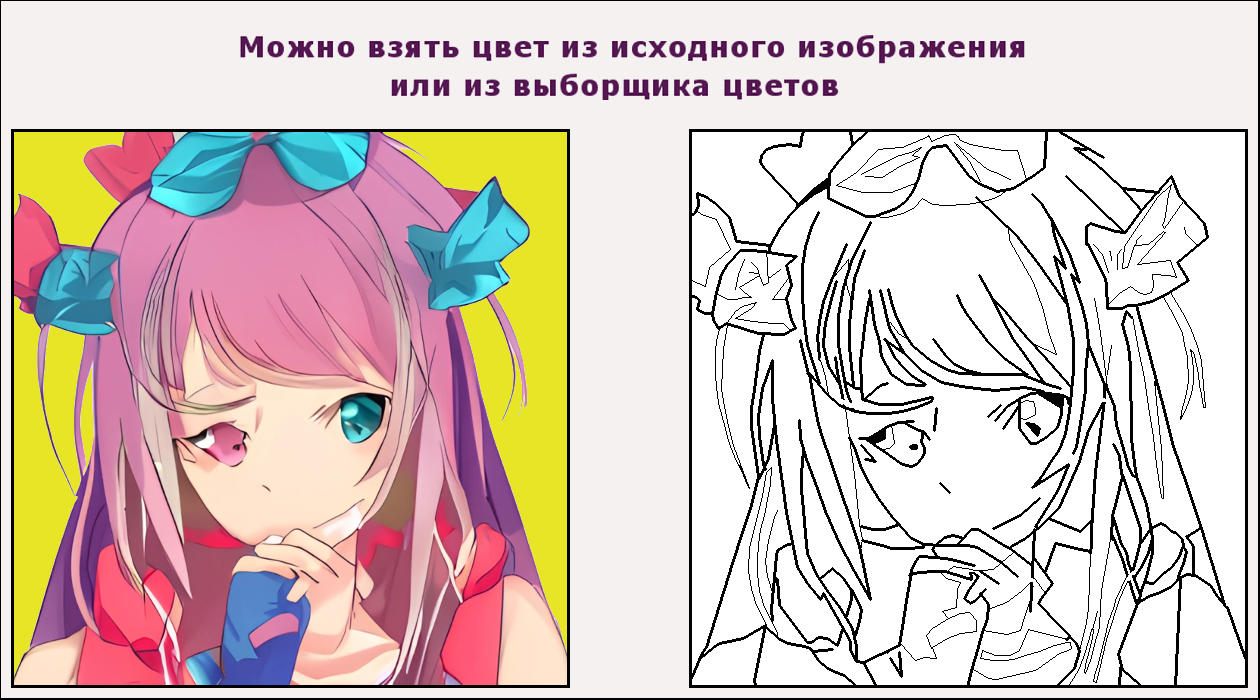 Можно взять цвет из исходного изображения
или из выборщика цветов